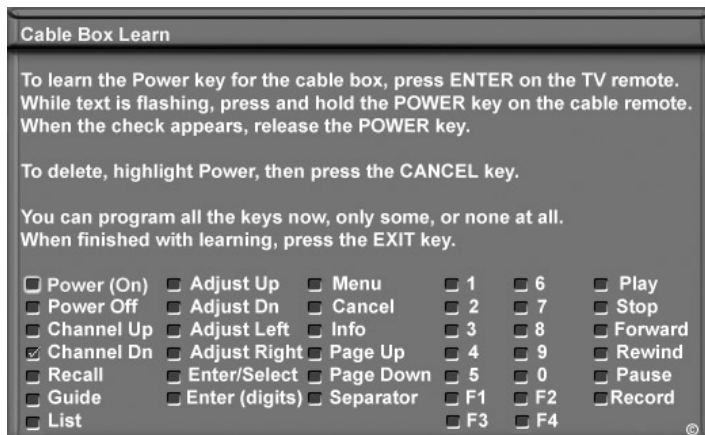 Cable Box Learn
To learn the Power key for the cable box, press ENTER on the TV remote.
While text is flashing, press and hold the POWER key on the cable remote.
When the check appears, release the POWER key.
To delete, highlight Power, then press the CANCEL key.
You can program all the keys now, only some, or none at all.
When finished with learning, press the EXIT key.
Power (On) Adjust Up Menu 1 6 Play
Power Off Adjust Dn Cancel 2 7 Stop
Channel Up Adjust Left Info 3 8 Forward
Channel Dn Adjust Right Page Up 4 9 Rewind
Recall Enter/Select Page Down 5 0 Pause
Guide Enter (digits) Separator F1 F2 Record
List F3 F4
©